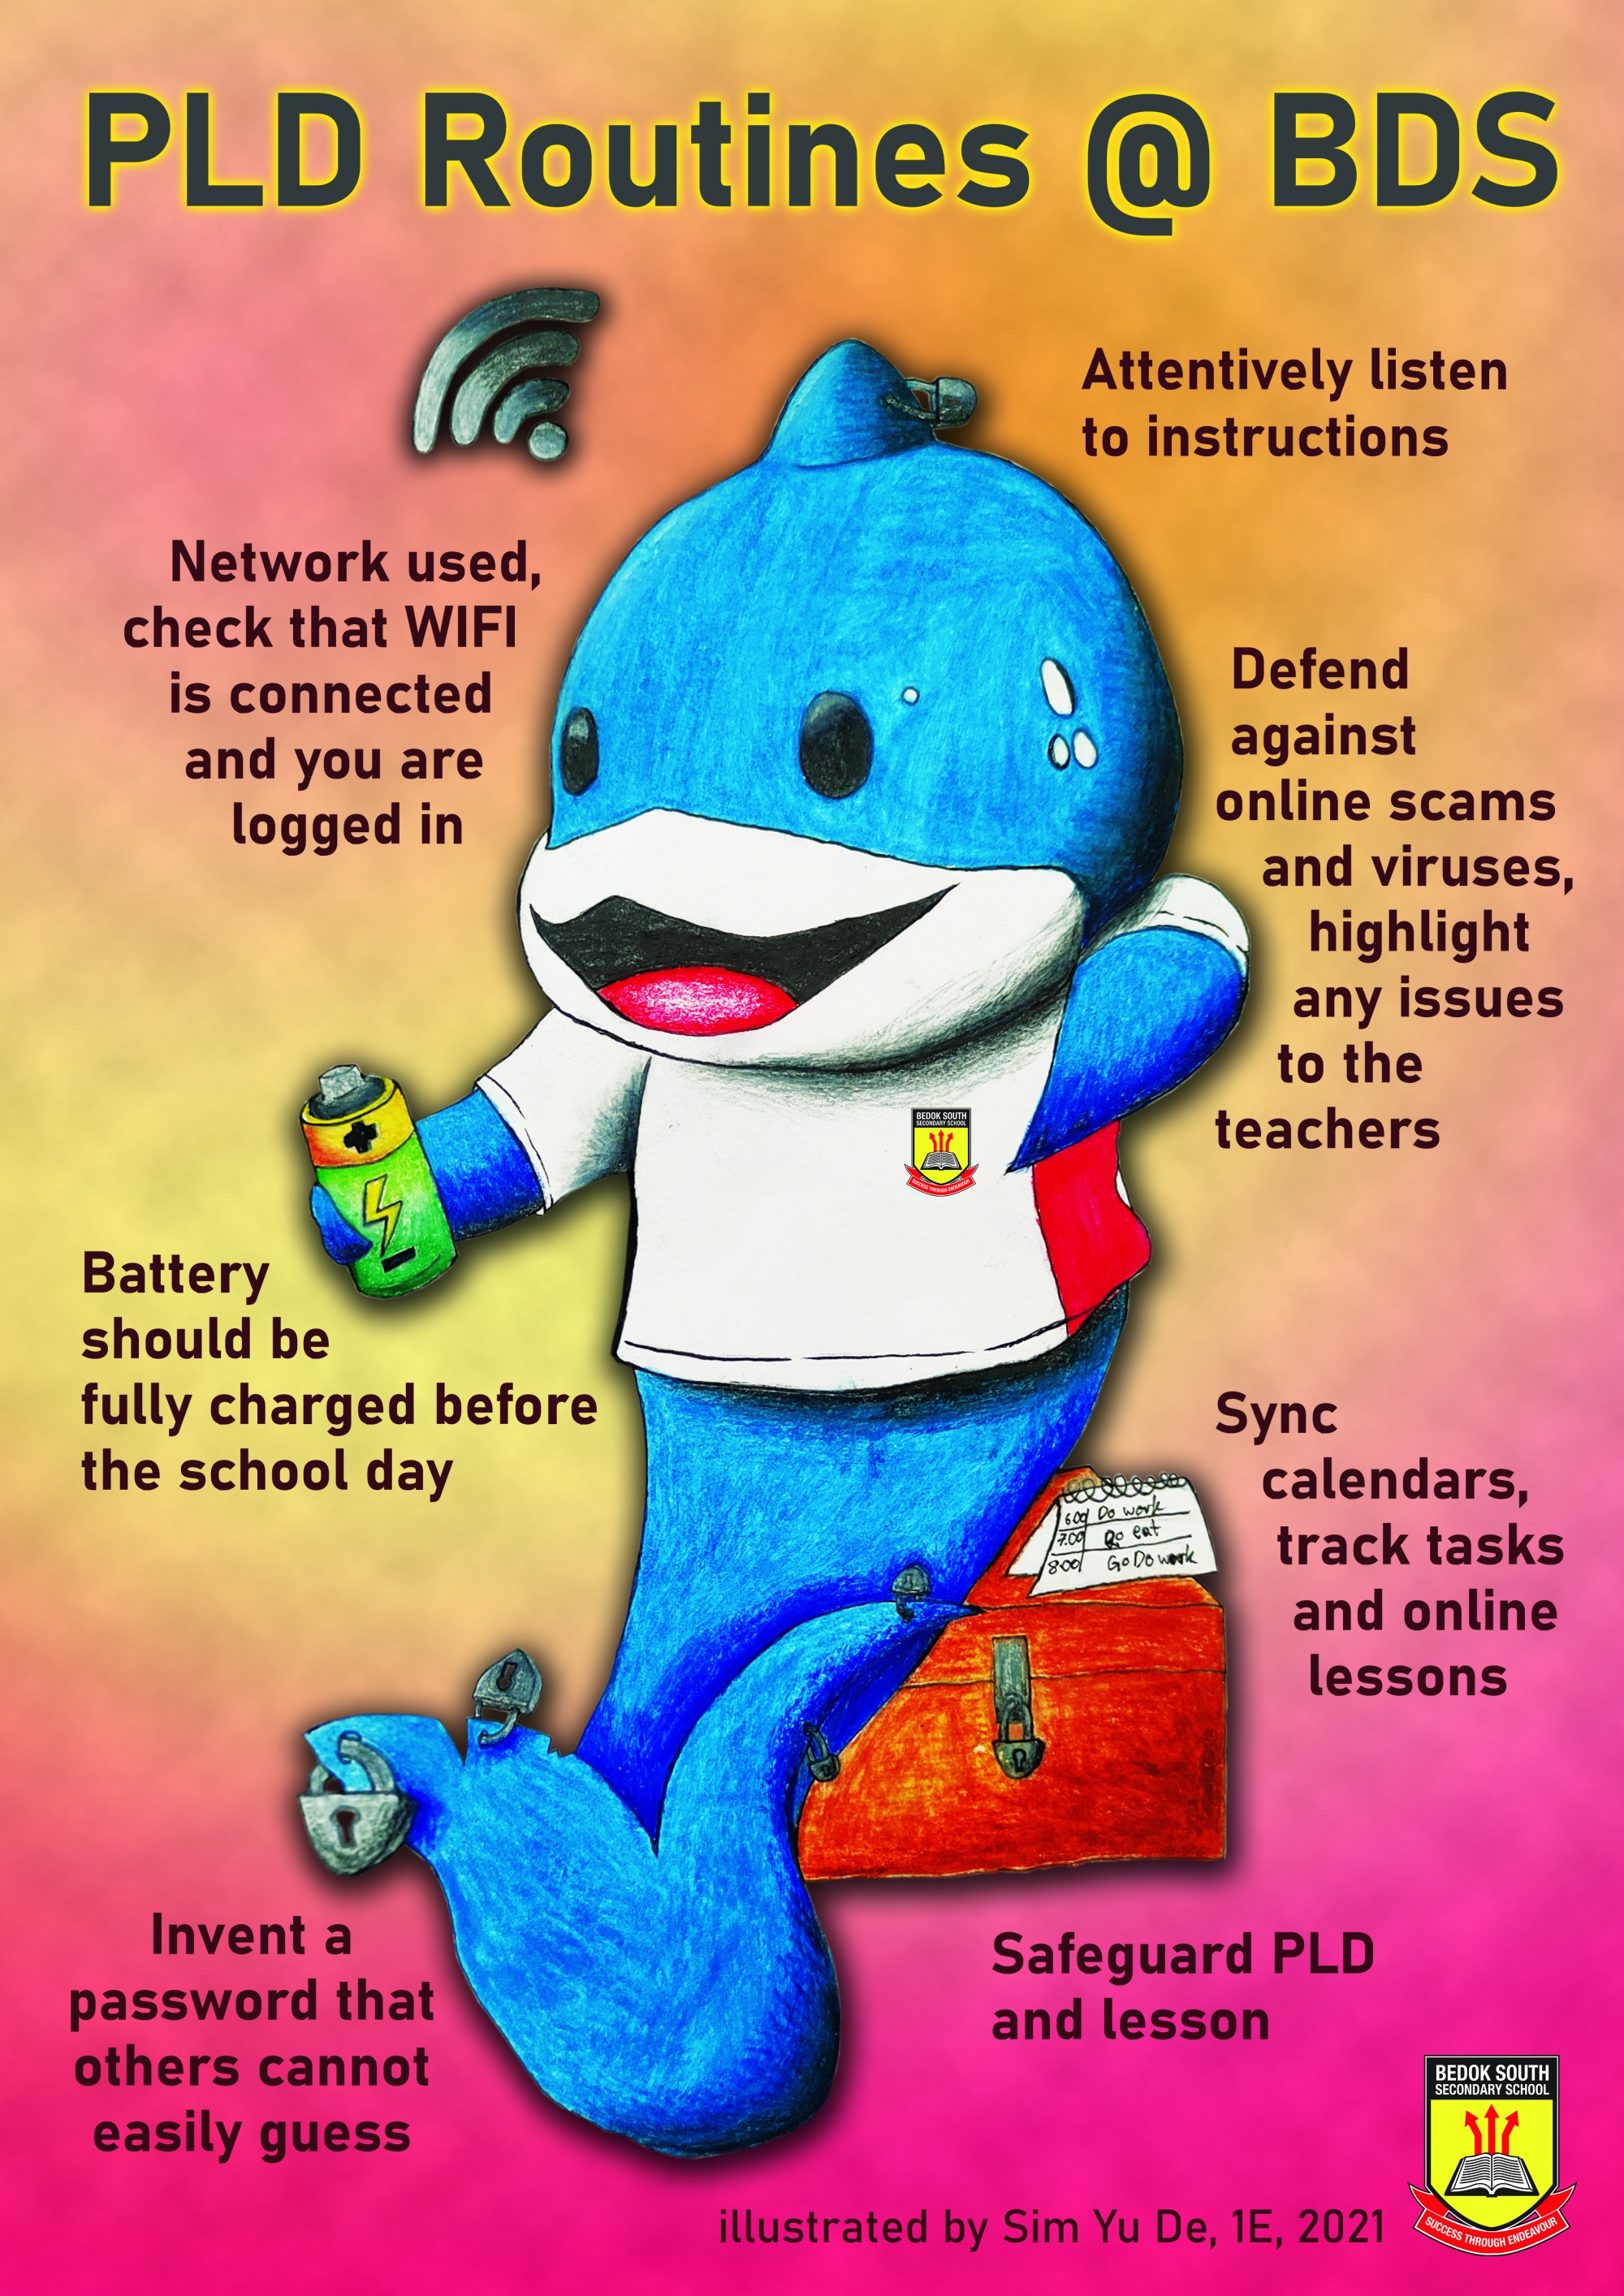 PLD Routines @ BDS
Attentively listen
to instructions
Network used,
check that WIFI
is connected
and you are
logged in
Defend
against
online scams
and viruses,
highlight
any issues
to the
teachers
BEDOK SOUTH
SECONDARY SCHOOL
SUCCESS THROUGH ENDEAVOUR
Battery
should be
fully charged before
the school day
Sync
calendars,
track tasks
and online
lessons
6:00 Do work
7:00 Go eat
8:00 Go Do work
Invent a
password that
others cannot
easily guess
Safeguard PLD
and lesson
BEDOK SOUTH
SECONDARY SCHOOL
SUCCESS THROUGH ENDEAVOUR
illustrated by Sim Yu De, 1E, 2021